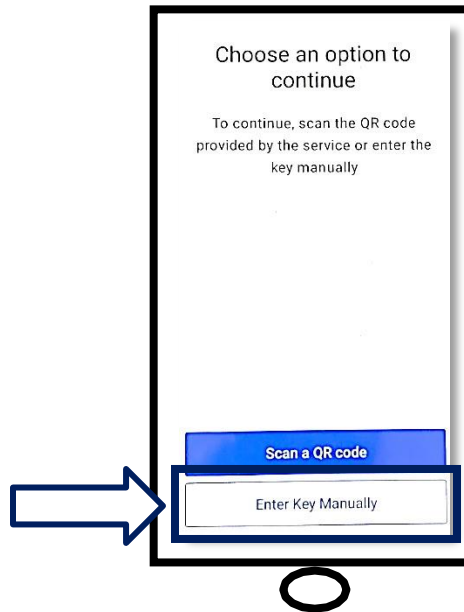 Choose an option to
continue
To continue, scan the QR code
provided by the service or enter the
key manually
Scan a QR code
Enter Key Manually